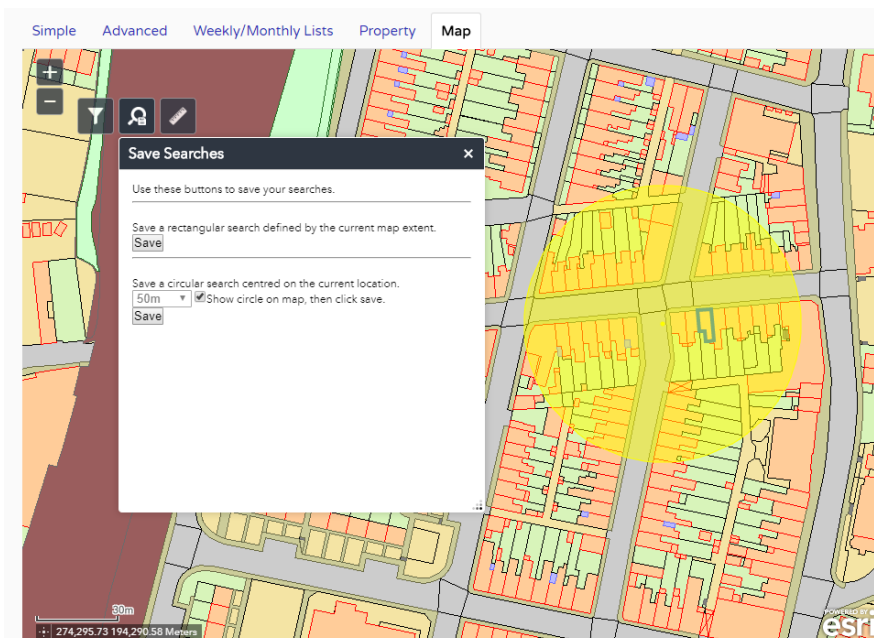 Simple Advanced Weekly/Monthly Lists Property Map
+
−
Save Searches ×
Use these buttons to save your searches.
Save a rectangular search defined by the current map extent.
Save
Save a circular search centred on the current location.
50m Show circle on map, then click save.
Save
30m
274,295.73 194,290.58 Meters
POWERED BY
esri